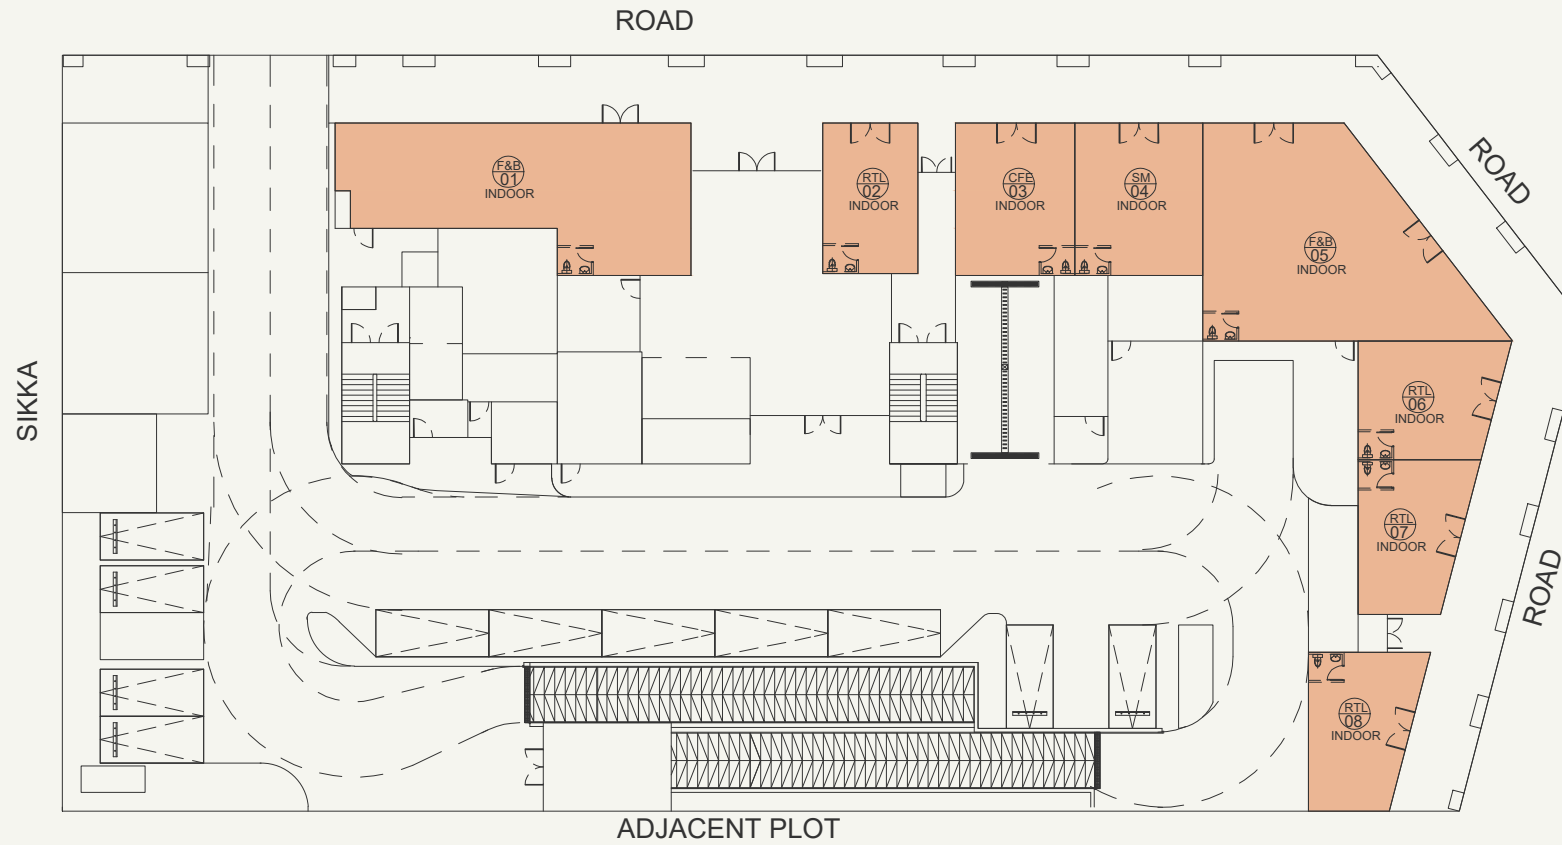 ROAD
F&B
01
INDOOR
RTL
02
INDOOR
CFE
03
INDOOR
SM
04
INDOOR
F&B
05
INDOOR
ROAD
SIKKA
RTL
06
INDOOR
RTL
07
INDOOR
ROAD
RTL
08
INDOOR
ADJACENT PLOT